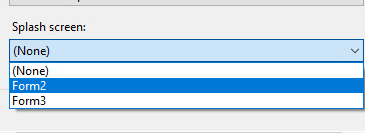 Splash screen:
(None)
(None)
Form2
Form3